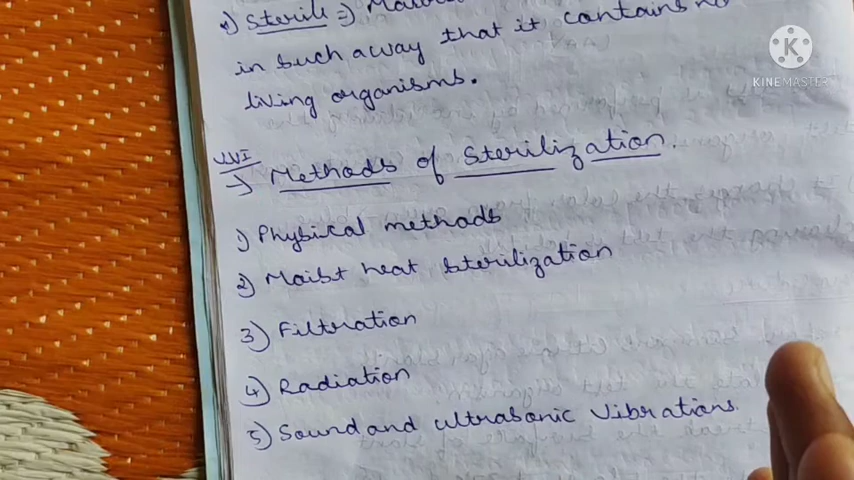 Sterile =>
in such a way that it contains no
living organisms.
VVI
-> Methods of Sterilization.
1) Physical methods
2) Moist heat sterilization
3) Filtration
4) Radiation
5) Sound and ultrasonic vibrations.
K
KINEMASTER